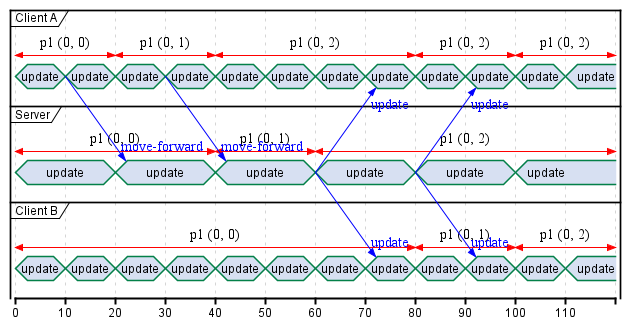 Client A
p1 (0, 0) p1 (0, 1) p1 (0, 2) p1 (0, 2) p1 (0, 2)
update update update update update update update update update update update
update update
Server
p1 (0, 0) p1 (0, 1) p1 (0, 2)
move-forward move-forward
update update update update update update
Client B
p1 (0, 0) p1 (0, 1) p1 (0, 2)
update update
update update update update update update update update update update update
0 10 20 30 40 50 60 70 80 90 100 110